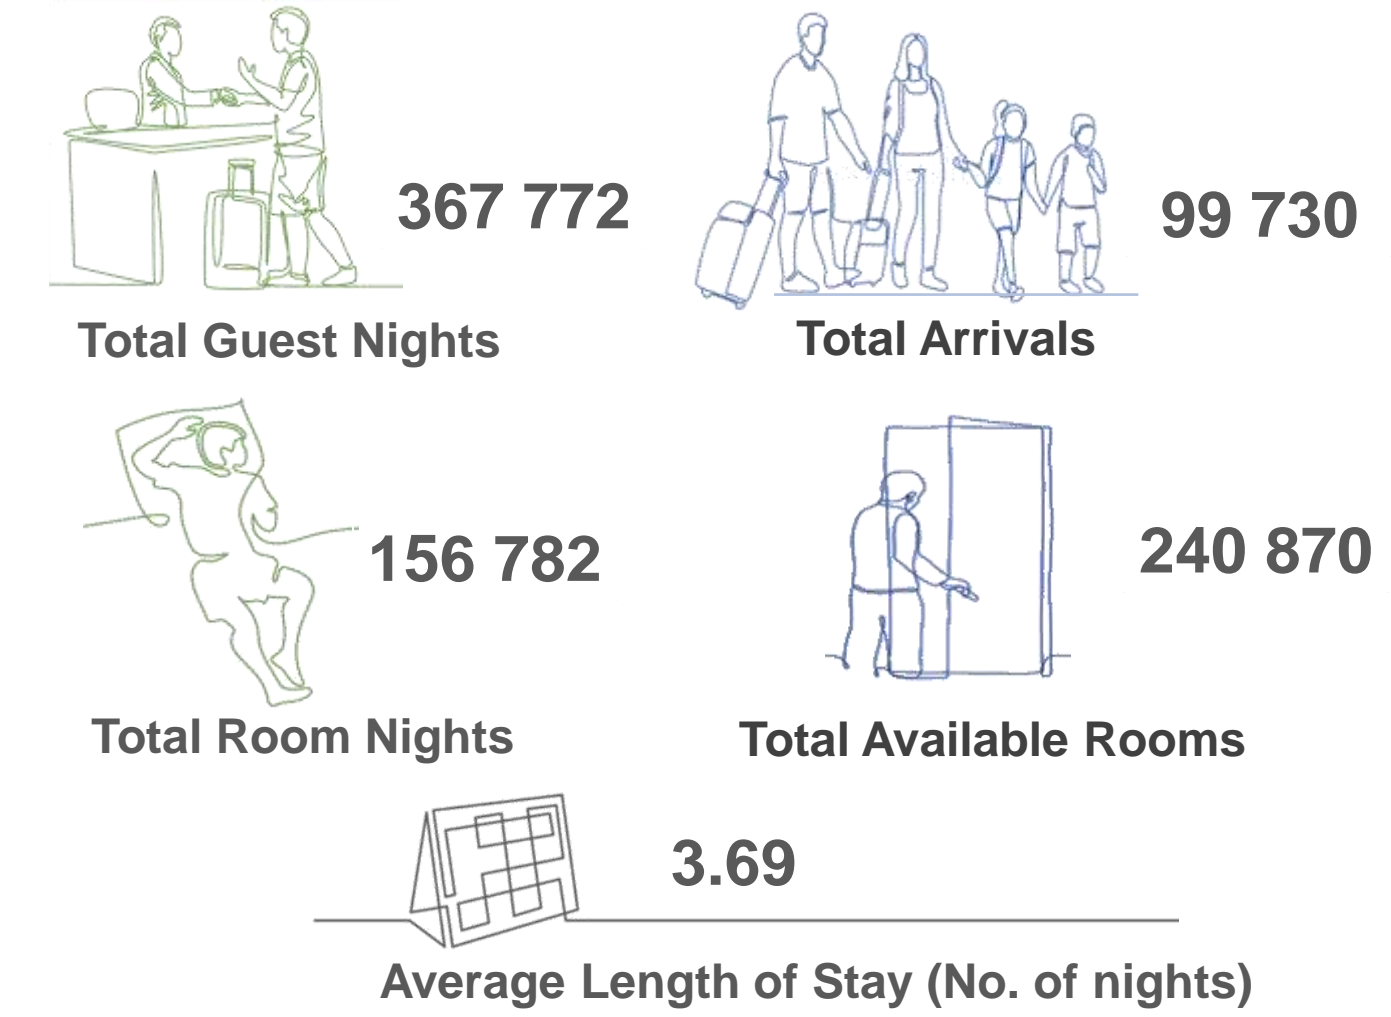 367 772
99 730
Total Guest Nights
Total Arrivals
156 782
240 870
Total Room Nights
Total Available Rooms
3.69
Average Length of Stay (No. of nights)